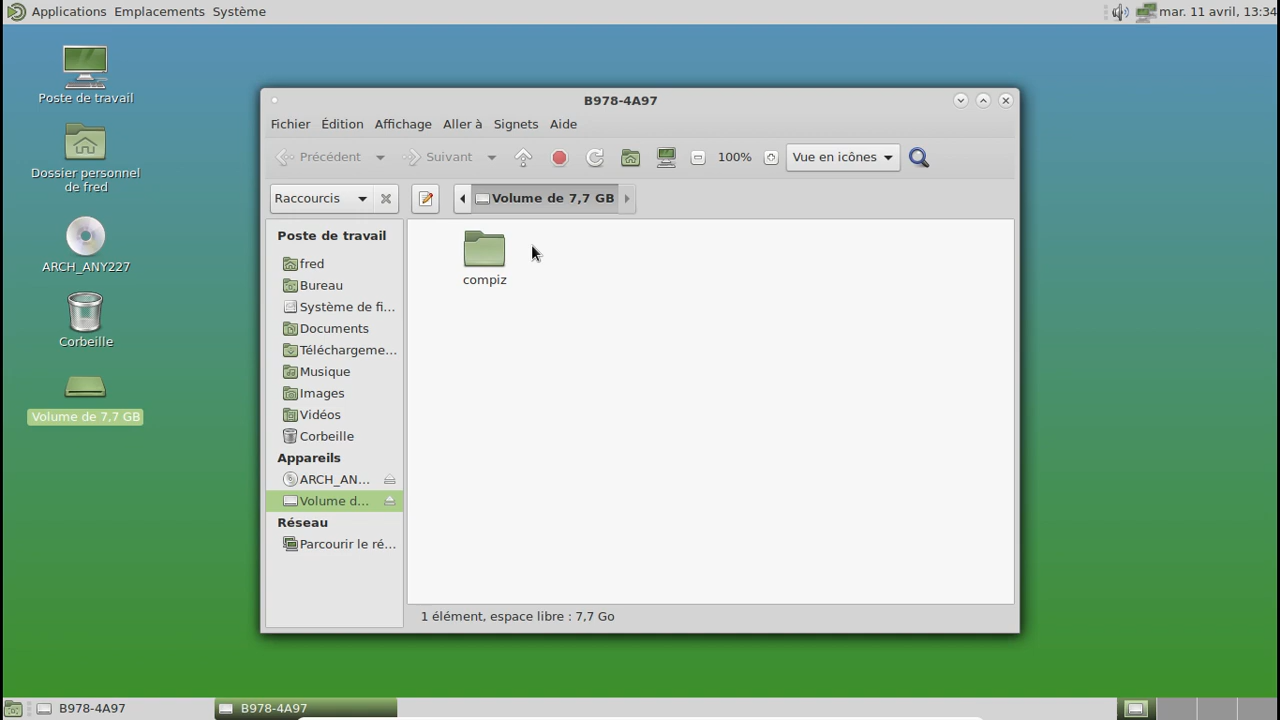 Applications Emplacements Système
mar. 11 avril, 13:34
Poste de travail
Dossier personnel
de fred
ARCH_ANY227
Corbeille
Volume de 7,7 GB
B978-4A97
Fichier Édition Affichage Aller à Signets Aide
Précédent Suivant 100% Vue en icônes
Raccourcis Volume de 7,7 GB
Poste de travail
fred
Bureau
Système de fi...
Documents
Téléchargeme...
Musique
Images
Vidéos
Corbeille
Appareils
ARCH_AN...
Volume d...
Réseau
Parcourir le ré...
compiz
1 élément, espace libre : 7,7 Go
B978-4A97 B978-4A97